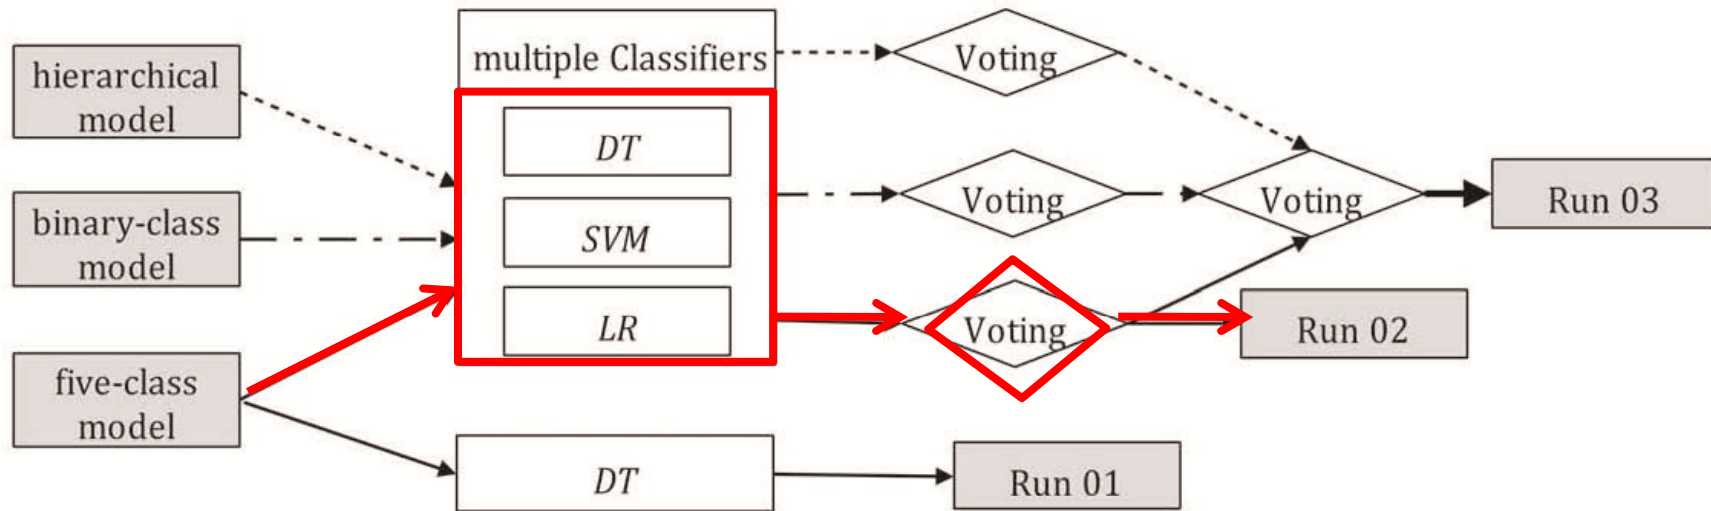 hierarchical
model
binary-class
model
five-class
model
multiple Classifiers
DT
SVM
LR
DT
Voting
Voting
Voting
Voting
Run 03
Run 02
Run 01